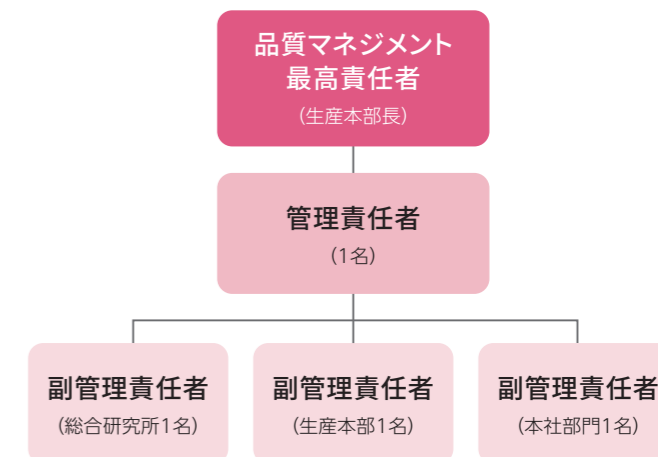 品質マネジメント
最高責任者
（生産本部長）
管理責任者
（1名）
副管理責任者
（総合研究所1名）
副管理責任者
（生産本部1名）
副管理責任者
（本社部門1名）